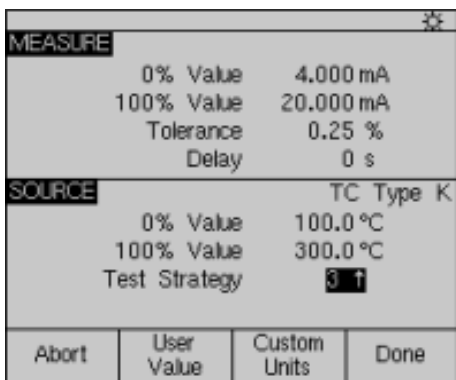 MEASURE
0% Value 4.000 mA
100% Value 20.000 mA
Tolerance 0.25 %
Delay 0 s
SOURCE TC Type K
0% Value 100.0 °C
100% Value 300.0 °C
Test Strategy 3 ↑
Abort User Value Custom Units Done